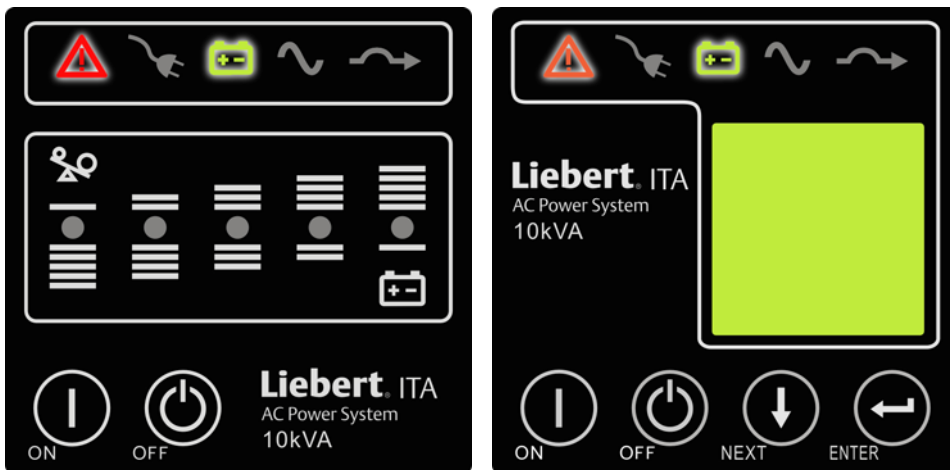 ON
OFF
Liebert® ITA
AC Power System
10kVA
Liebert® ITA
AC Power System
10kVA
ON
OFF
NEXT
ENTER